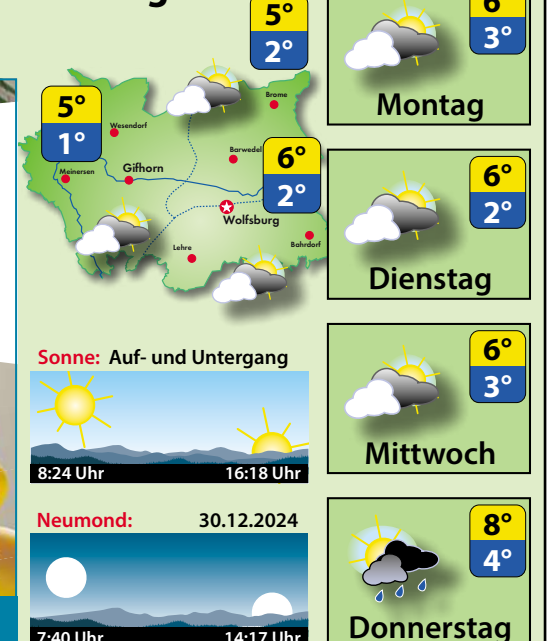 5°
2°
5°
1°
Brome
Wesendorf
Barwedel
Meinersen
Gifhorn
6°
2°
Wolfsburg
Lehre
Bahrdorf
Sonne: Auf- und Untergang
8:24 Uhr 16:18 Uhr
Neumond: 30.12.2024
7:40 Uhr 14:17 Uhr
6°
3°
Montag
6°
2°
Dienstag
6°
3°
Mittwoch
8°
4°
Donnerstag